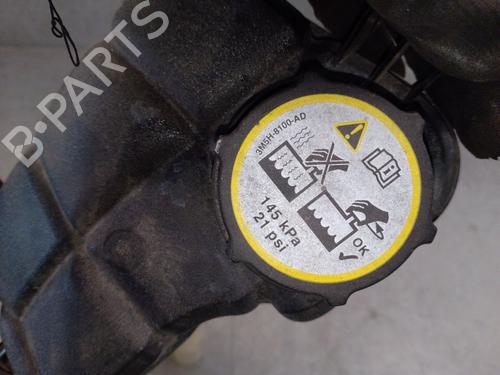 B-PARTS
3M5H-8100-AD
145 kPa
21 psi
OK